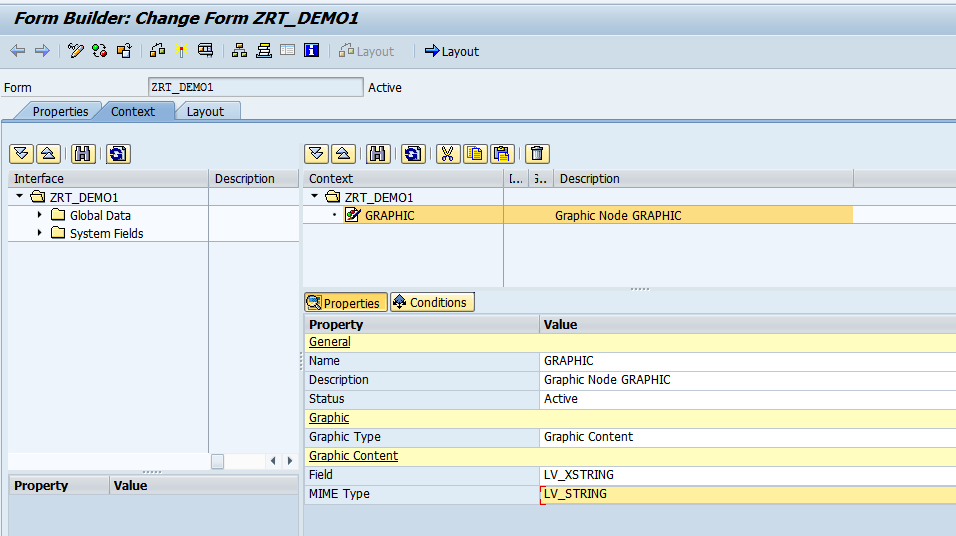 Form Builder: Change Form ZRT_DEMO1
Layout Layout
Form ZRT_DEMO1 Active
Properties Context Layout
Interface Description
ZRT_DEMO1
Global Data
System Fields
Property Value
Context I... S.. Description
ZRT_DEMO1
GRAPHIC Graphic Node GRAPHIC
Properties Conditions
Property Value
General
Name GRAPHIC
Description Graphic Node GRAPHIC
Status Active
Graphic
Graphic Type Graphic Content
Graphic Content
Field LV_XSTRING
MIME Type LV_STRING